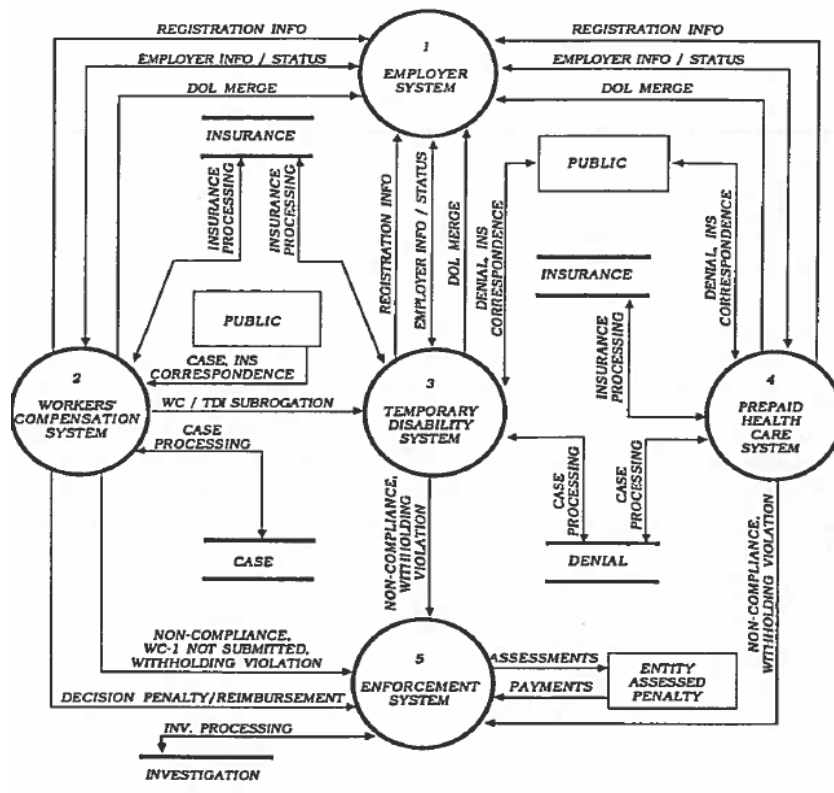 REGISTRATION INFO
EMPLOYER INFO / STATUS
DOL MERGE
1
EMPLOYER
SYSTEM
REGISTRATION INFO
EMPLOYER INFO / STATUS
DOL MERGE
INSURANCE
INSURANCE
PROCESSING
INSURANCE
PROCESSING
REGISTRATION INFO
EMPLOYER INFO / STATUS
DOL MERGE
DENIAL, INS
CORRESPONDENCE
PUBLIC
DENIAL, INS
CORRESPONDENCE
INSURANCE
INSURANCE
PROCESSING
PUBLIC
CASE, INS
CORRESPONDENCE
2
WORKERS'
COMPENSATION
SYSTEM
WC / TDI SUBROGATION
3
TEMPORARY
DISABILITY
SYSTEM
4
PREPAID
HEALTH
CARE
SYSTEM
CASE
PROCESSING
CASE
CASE
PROCESSING
CASE
PROCESSING
DENIAL
NON-COMPLIANCE,
WITHHOLDING
VIOLATION
NON-COMPLIANCE,
WITHHOLDING VIOLATION
NON-COMPLIANCE,
WC-1 NOT SUBMITTED,
WITHHOLDING VIOLATION
DECISION PENALTY/REIMBURSEMENT
5
ENFORCEMENT
SYSTEM
ASSESSMENTS
PAYMENTS
ENTITY
ASSESSED
PENALTY
INV. PROCESSING
INVESTIGATION